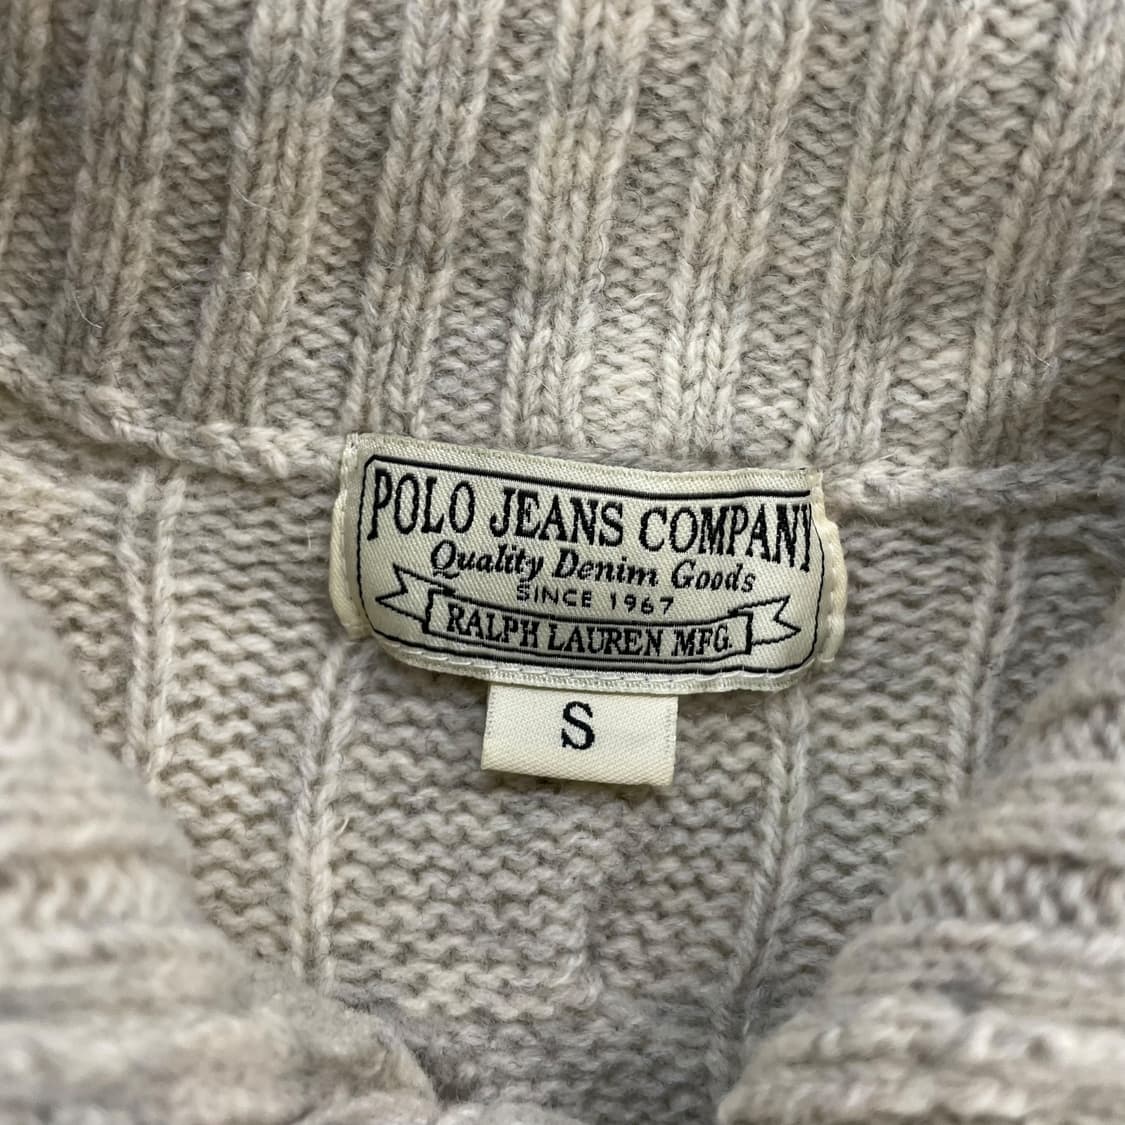 POLO JEANS COMPANY
Quality Denim Goods
SINCE 1967
RALPH LAUREN MFG.
S